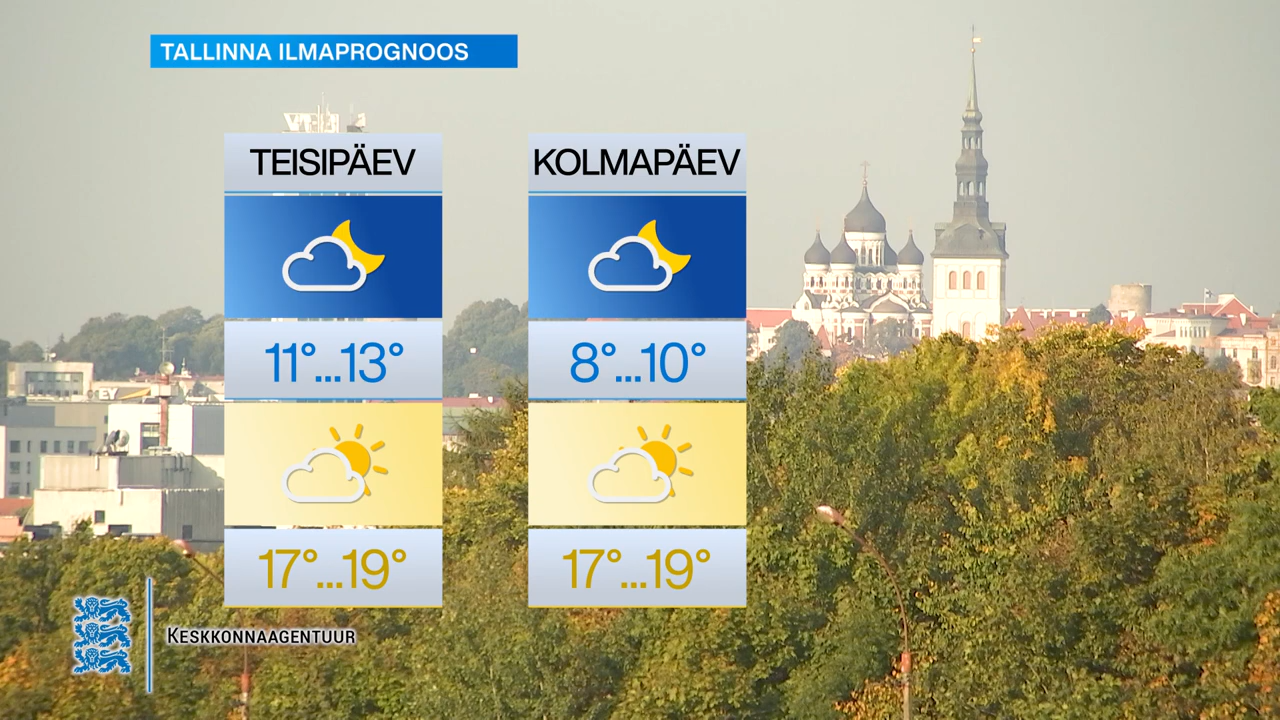 TALLINNA ILMAPROGNOOS
TEISIPÄEV
KOLMAPÄEV
11°...13°
8°...10°
17°...19°
17°...19°
KESKKONNAAGENTUUR